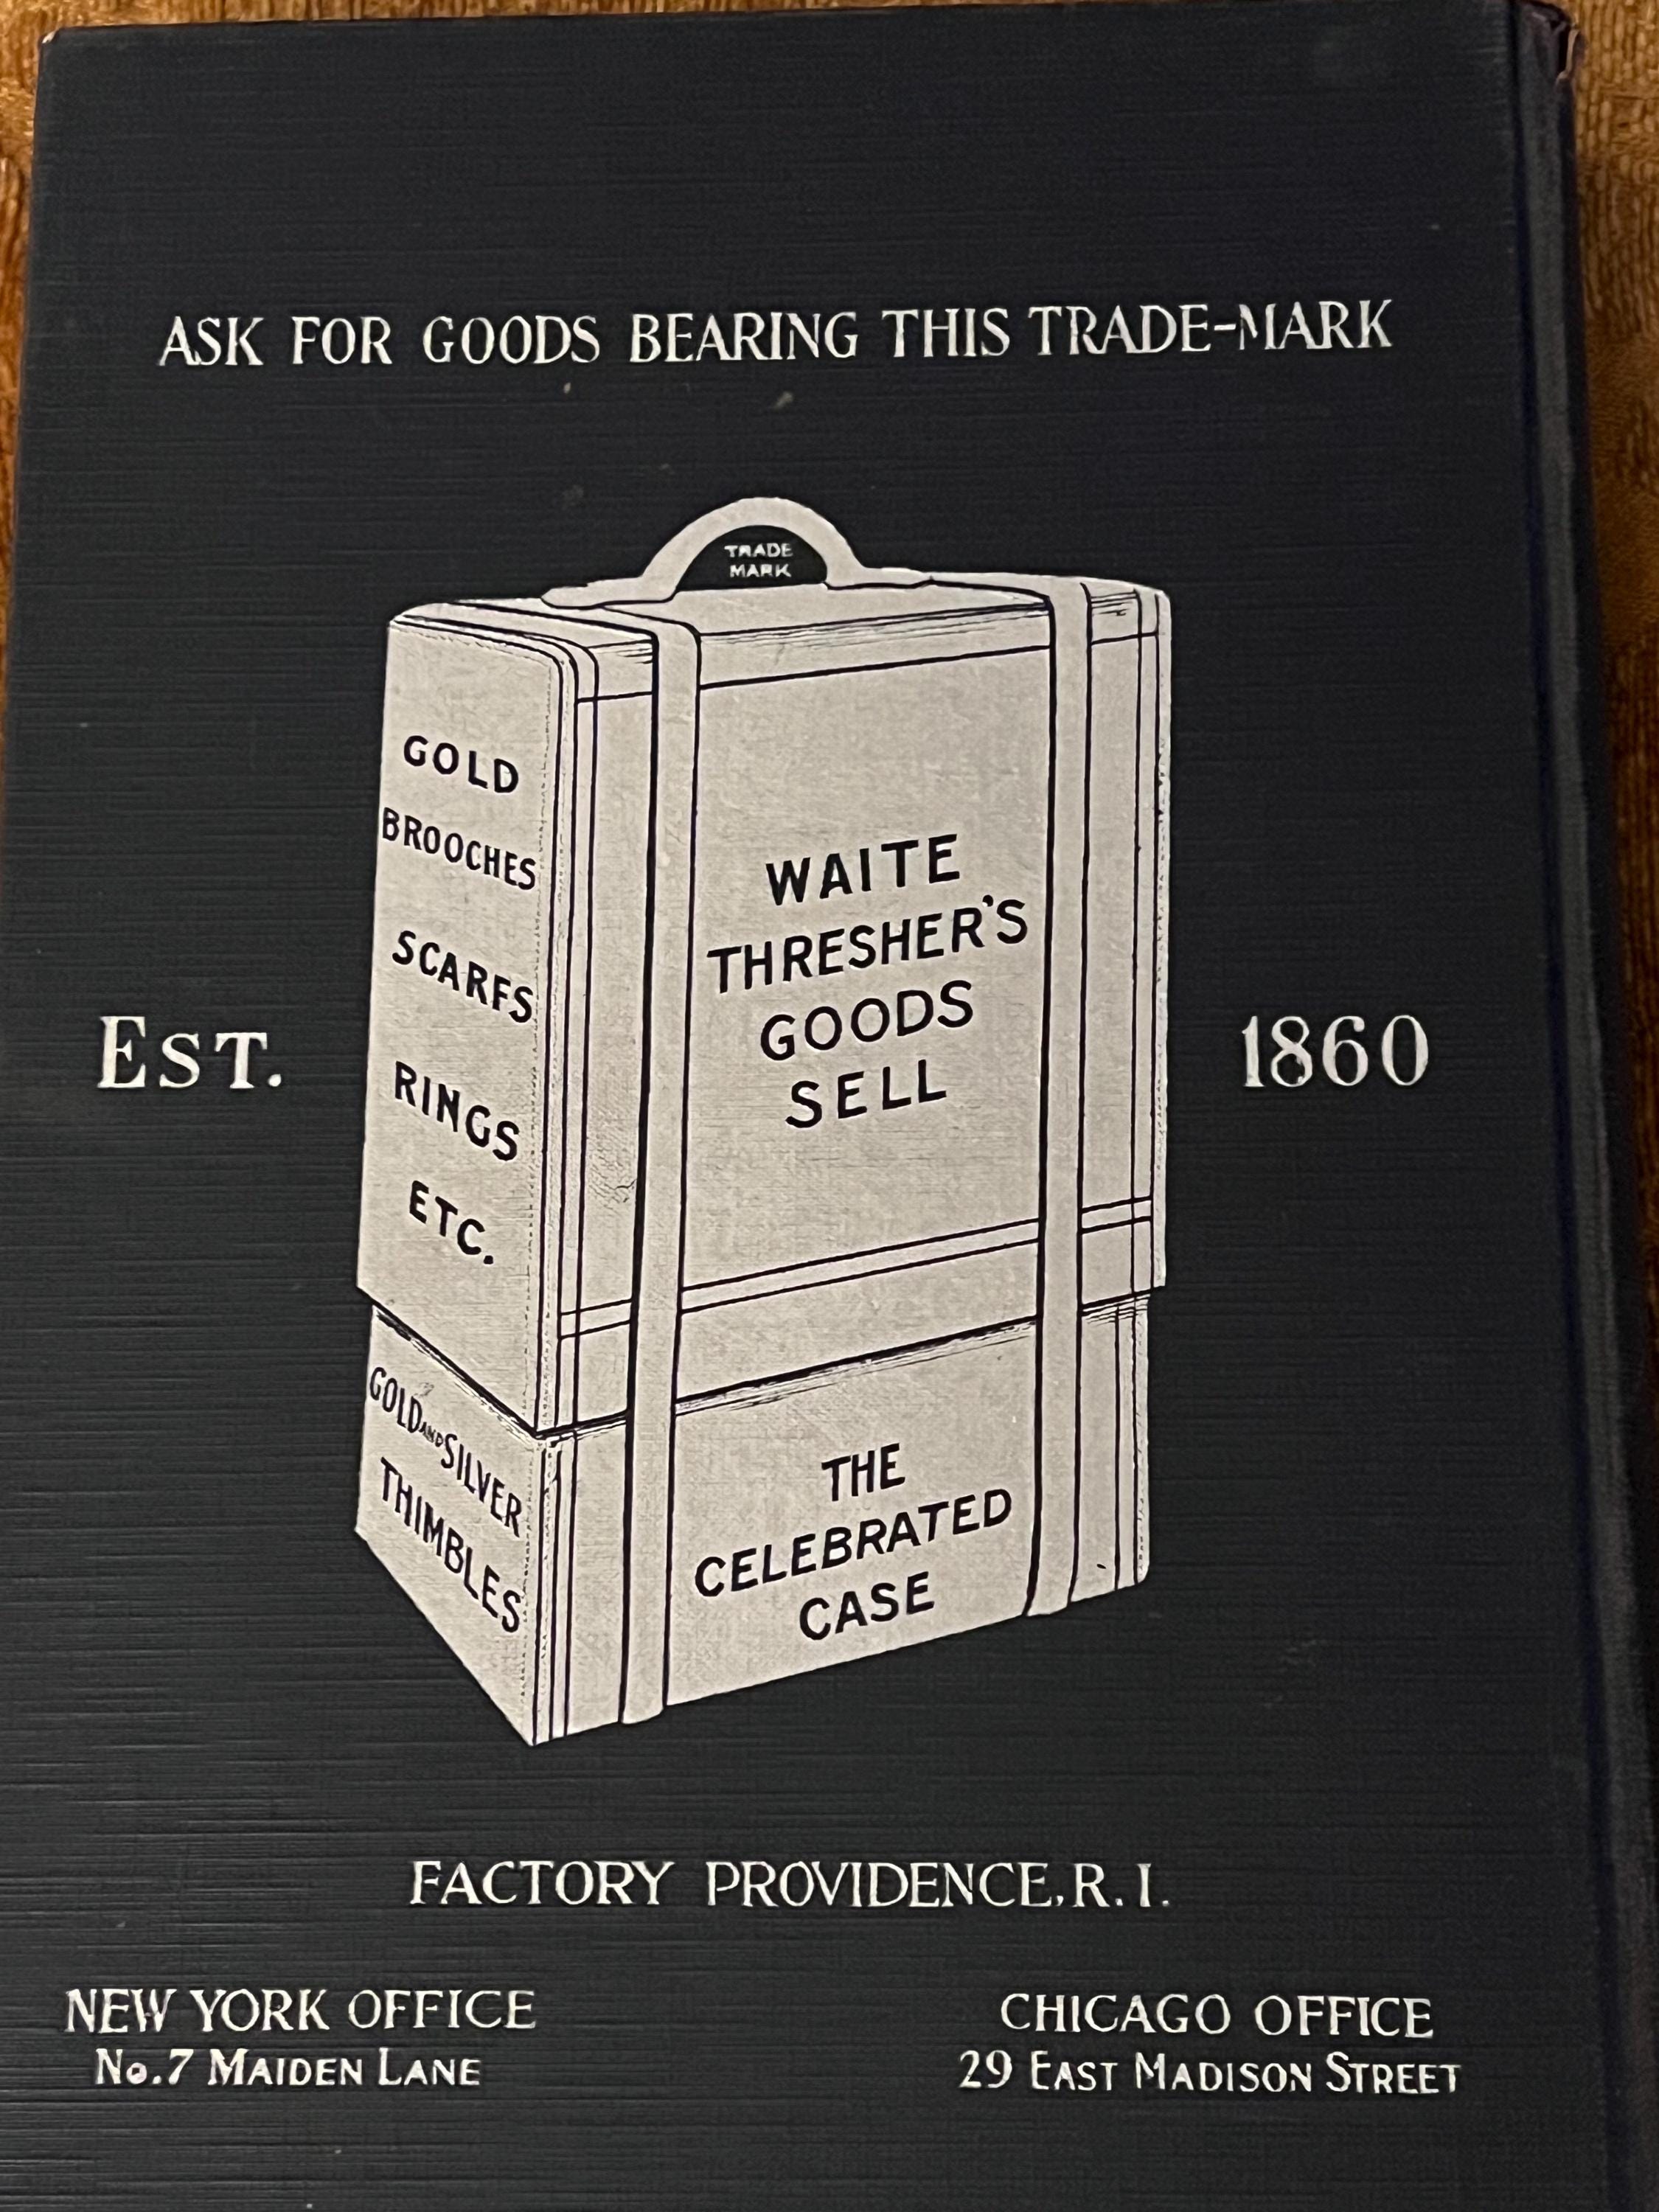 ASK FOR GOODS BEARING THIS TRADE-MARK
TRADE
MARK
GOLD
BROOCHES
SCARFS
RINGS
ETC.
WAITE
THRESHER'S
GOODS
SELL
EST.
1860
GOLD AND SILVER
THIMBLES
THE
CELEBRATED
CASE
FACTORY PROVIDENCE, R. I.
NEW YORK OFFICE
No. 7 MAIDEN LANE
CHICAGO OFFICE
29 EAST MADISON STREET